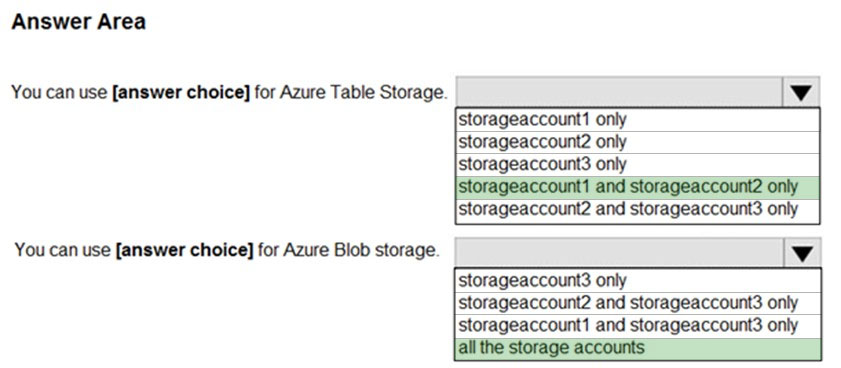 Answer Area
You can use [answer choice] for Azure Table Storage.
storageaccount1 only
storageaccount2 only
storageaccount3 only
storageaccount1 and storageaccount2 only
storageaccount2 and storageaccount3 only
You can use [answer choice] for Azure Blob storage.
storageaccount3 only
storageaccount2 and storageaccount3 only
storageaccount1 and storageaccount3 only
all the storage accounts